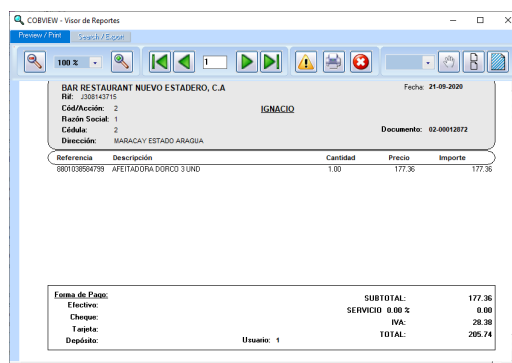 COBVIEW - Visor de Reportes
Preview / Print Search / Export
100 % 1
BAR RESTAURANT NUEVO ESTADERO, C.A Fecha: 21-09-2020
Rif: J308143715
Cód/Acción: 2 IGNACIO
Razón Social: 1
Cédula: 2 Documento: 02-00012872
Dirección: MARACAY ESTADO ARAGUA
Referencia Descripción Cantidad Precio Importe
8801038584799 AFEITADORA DORCO 3 UND 1.00 177.36 177.36
Forma de Pago: SUBTOTAL: 177.36
Efectivo: SERVICIO 0.00 % 0.00
Cheque: IVA: 28.38
Tarjeta: TOTAL: 205.74
Depósito: Usuario: 1